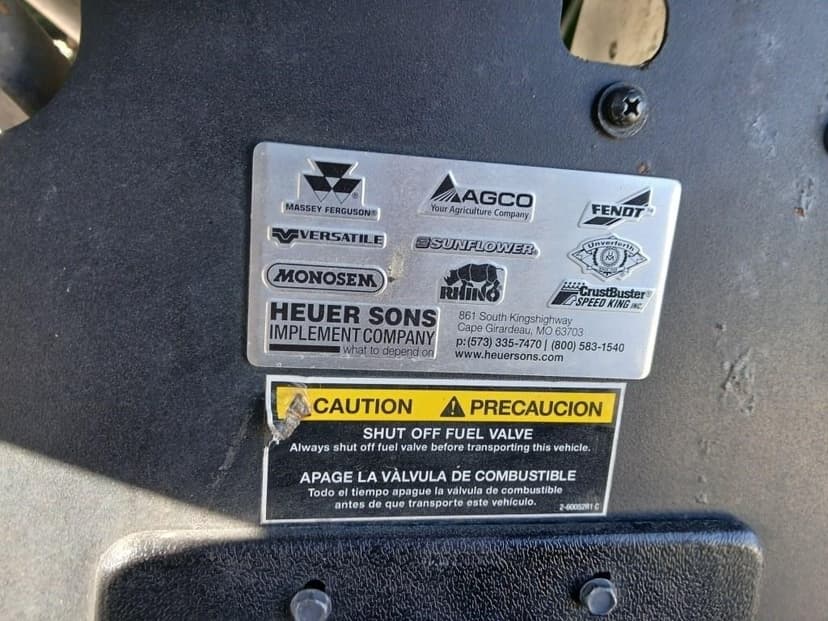 MASSEY FERGUSON
AGCO
Your Agriculture Company
FENDT
VERSATILE
SUNFLOWER
Unverferth
MONOSEM
RHINO
CrustBuster
SPEED KING INC.
HEUER SONS
IMPLEMENT COMPANY
what to depend on
861 South Kingshighway
Cape Girardeau, MO 63703
p:(573) 335-7470 | (800) 583-1540
www.heuersons.com
CAUTION PRECAUCION
SHUT OFF FUEL VALVE
Always shut off fuel valve before transporting this vehicle.
APAGE LA VÀLVULA DE COMBUSTIBLE
Todo el tiempo apague la válvula de combustible
antes de que transporte este vehículo.